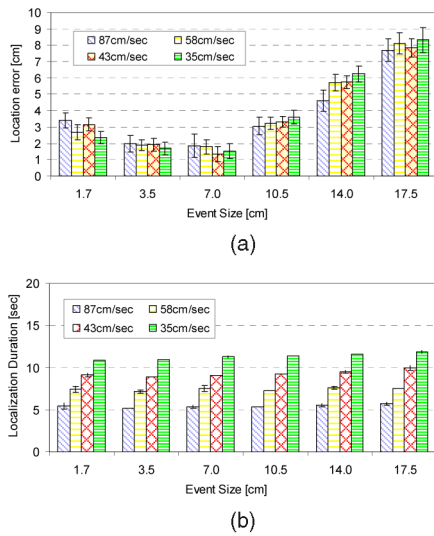 10
9
8
7
6
5
4
3
2
1
0
Location error [cm]
87cm/sec 58cm/sec
43cm/sec 35cm/sec
1.7 3.5 7.0 10.5 14.0 17.5
Event Size [cm]
(a)
20
15
10
5
0
Localization Duration [sec]
87cm/sec 58cm/sec
43cm/sec 35cm/sec
1.7 3.5 7.0 10.5 14.0 17.5
Event Size [cm]
(b)